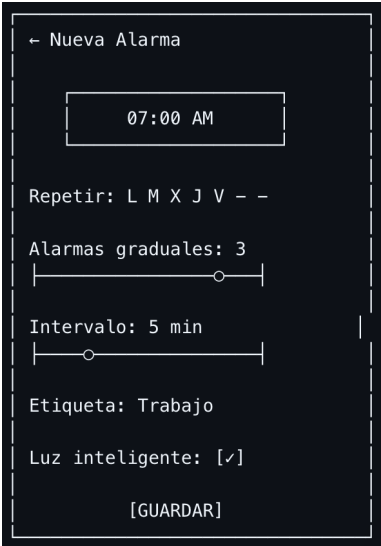 ← Nueva Alarma
07:00 AM
Repetir: L M X J V - -
Alarmas graduales: 3
Intervalo: 5 min
Etiqueta: Trabajo
Luz inteligente: [✓]
[GUARDAR]